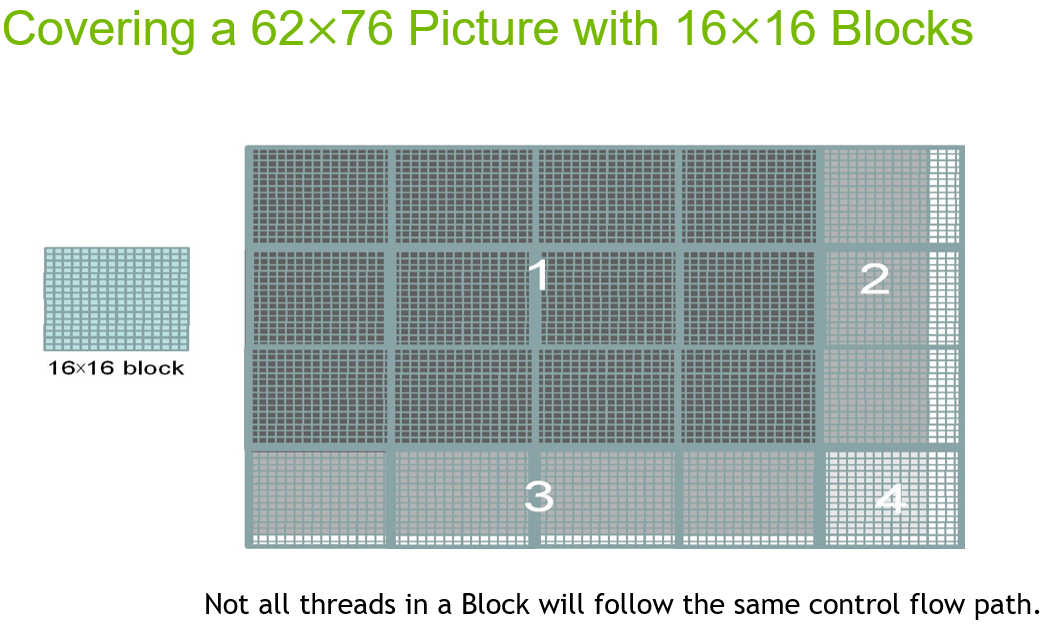 Covering a 62×76 Picture with 16×16 Blocks
1
2
16×16 block
3
4
Not all threads in a Block will follow the same control flow path.